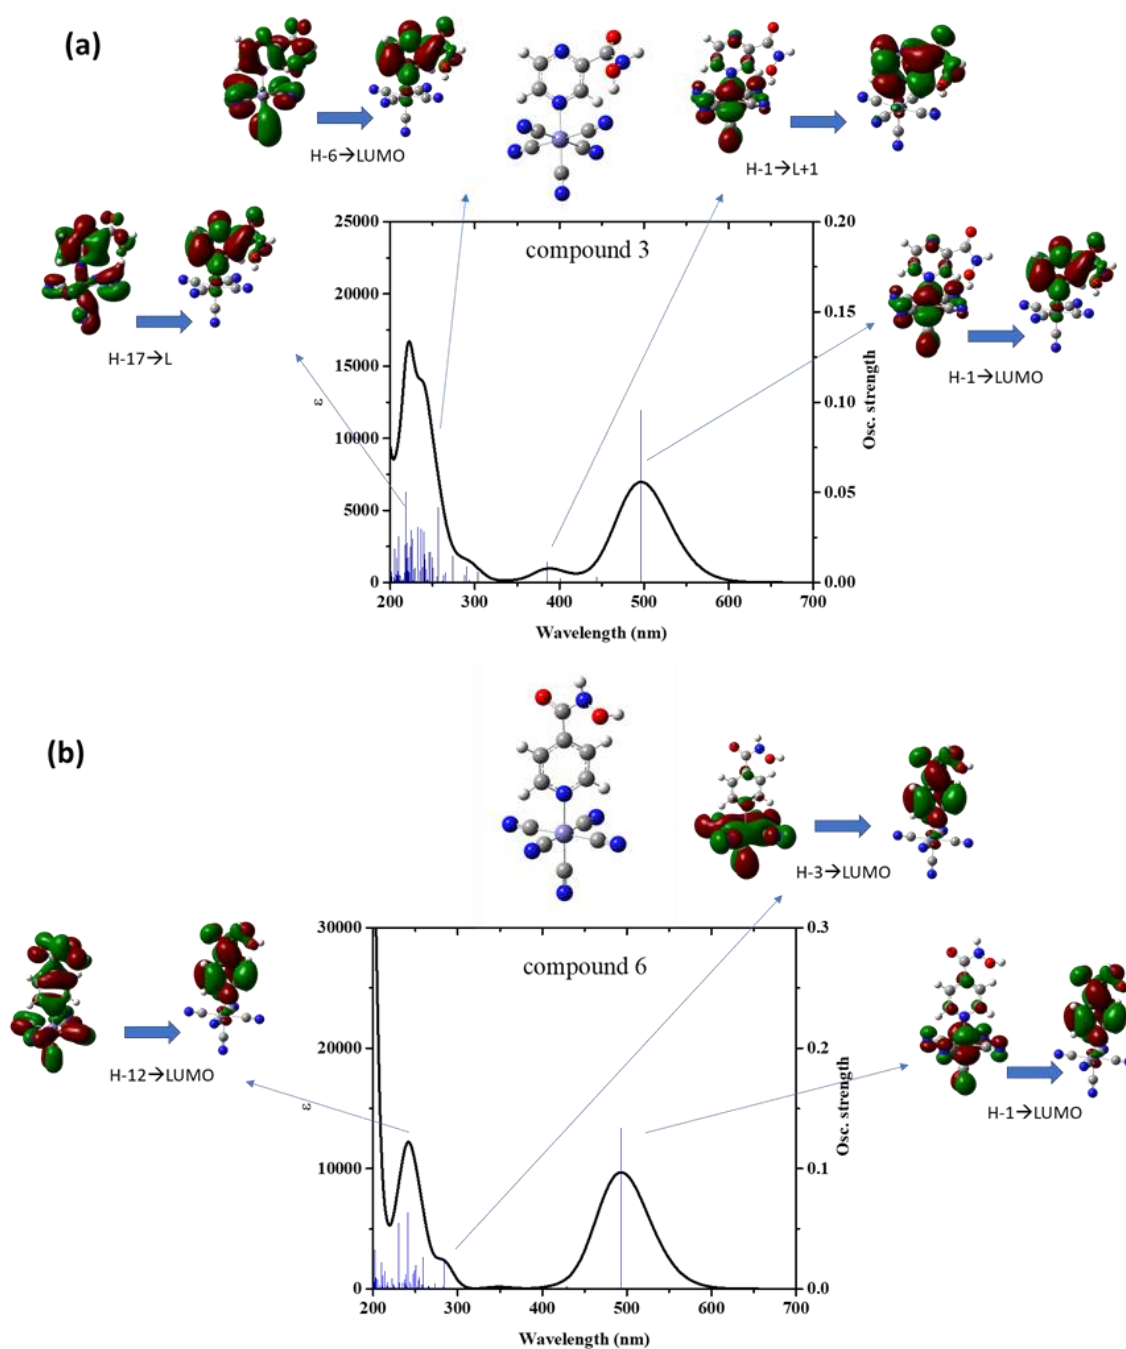 (a)
H-6→LUMO
H-1→L+1
H-17→L
H-1→LUMO
compound 3
25000
20000
15000
10000
5000
0
ε
0.20
0.15
0.10
0.05
0.00
Osc. strength
200 300 400 500 600 700
Wavelength (nm)
(b)
H-3→LUMO
H-12→LUMO
H-1→LUMO
compound 6
30000
20000
10000
0
ε
0.3
0.2
0.1
0.0
Osc. strength
200 300 400 500 600 700
Wavelength (nm)